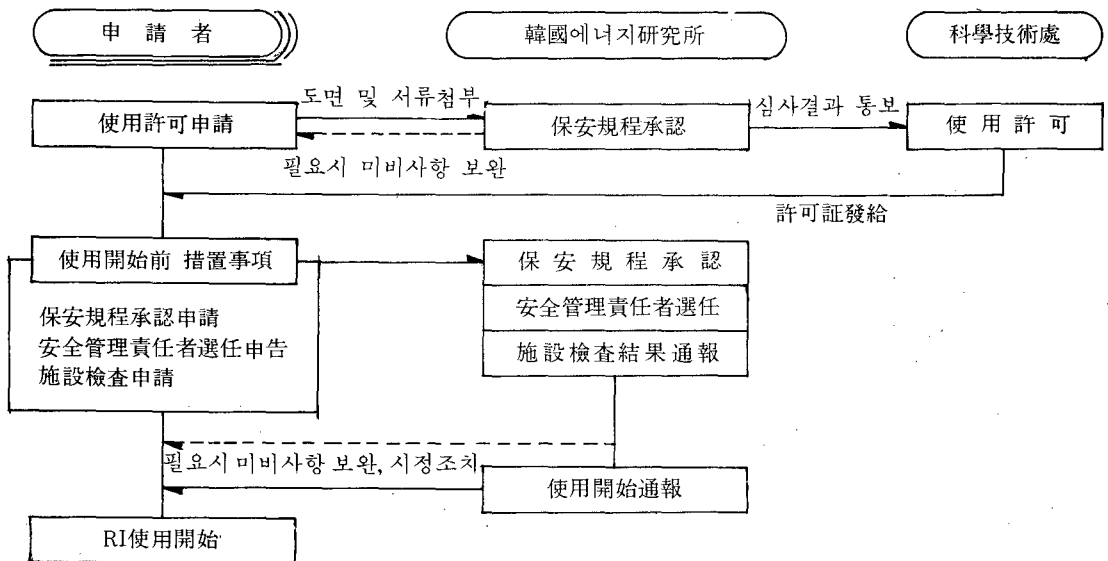 申 請 者
韓國에너지研究所
科學技術處
도면 및 서류첨부
심사결과 통보
使用許可申請
保安規程承認
使 用 許 可
필요시 미비사항 보완
許可証發給
使用開始前 措置事項
保 安 規 程 承 認
安全管理責任者選任
施設檢査結果通報
保安規程承認申請
安全管理責任者選任申告
施設檢査申請
필요시 미비사항 보완, 시정조치
使用開始通報
RI使用開始